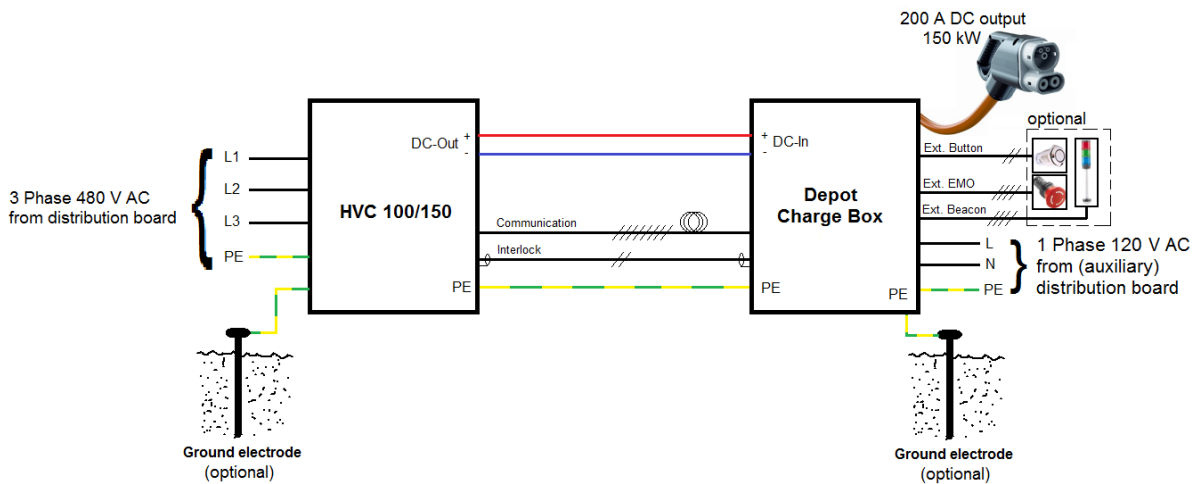 200 A DC output
150 kW
optional
3 Phase 480 V AC
from distribution board
L1
L2
L3
PE
HVC 100/150
DC-Out
+
-
Communication
Interlock
PE
+
-
DC-In
Depot
Charge Box
PE
PE
Ext. Button
Ext. EMO
Ext. Beacon
L
N
PE
1 Phase 120 V AC
from (auxiliary)
distribution board
Ground electrode
(optional)
Ground electrode
(optional)